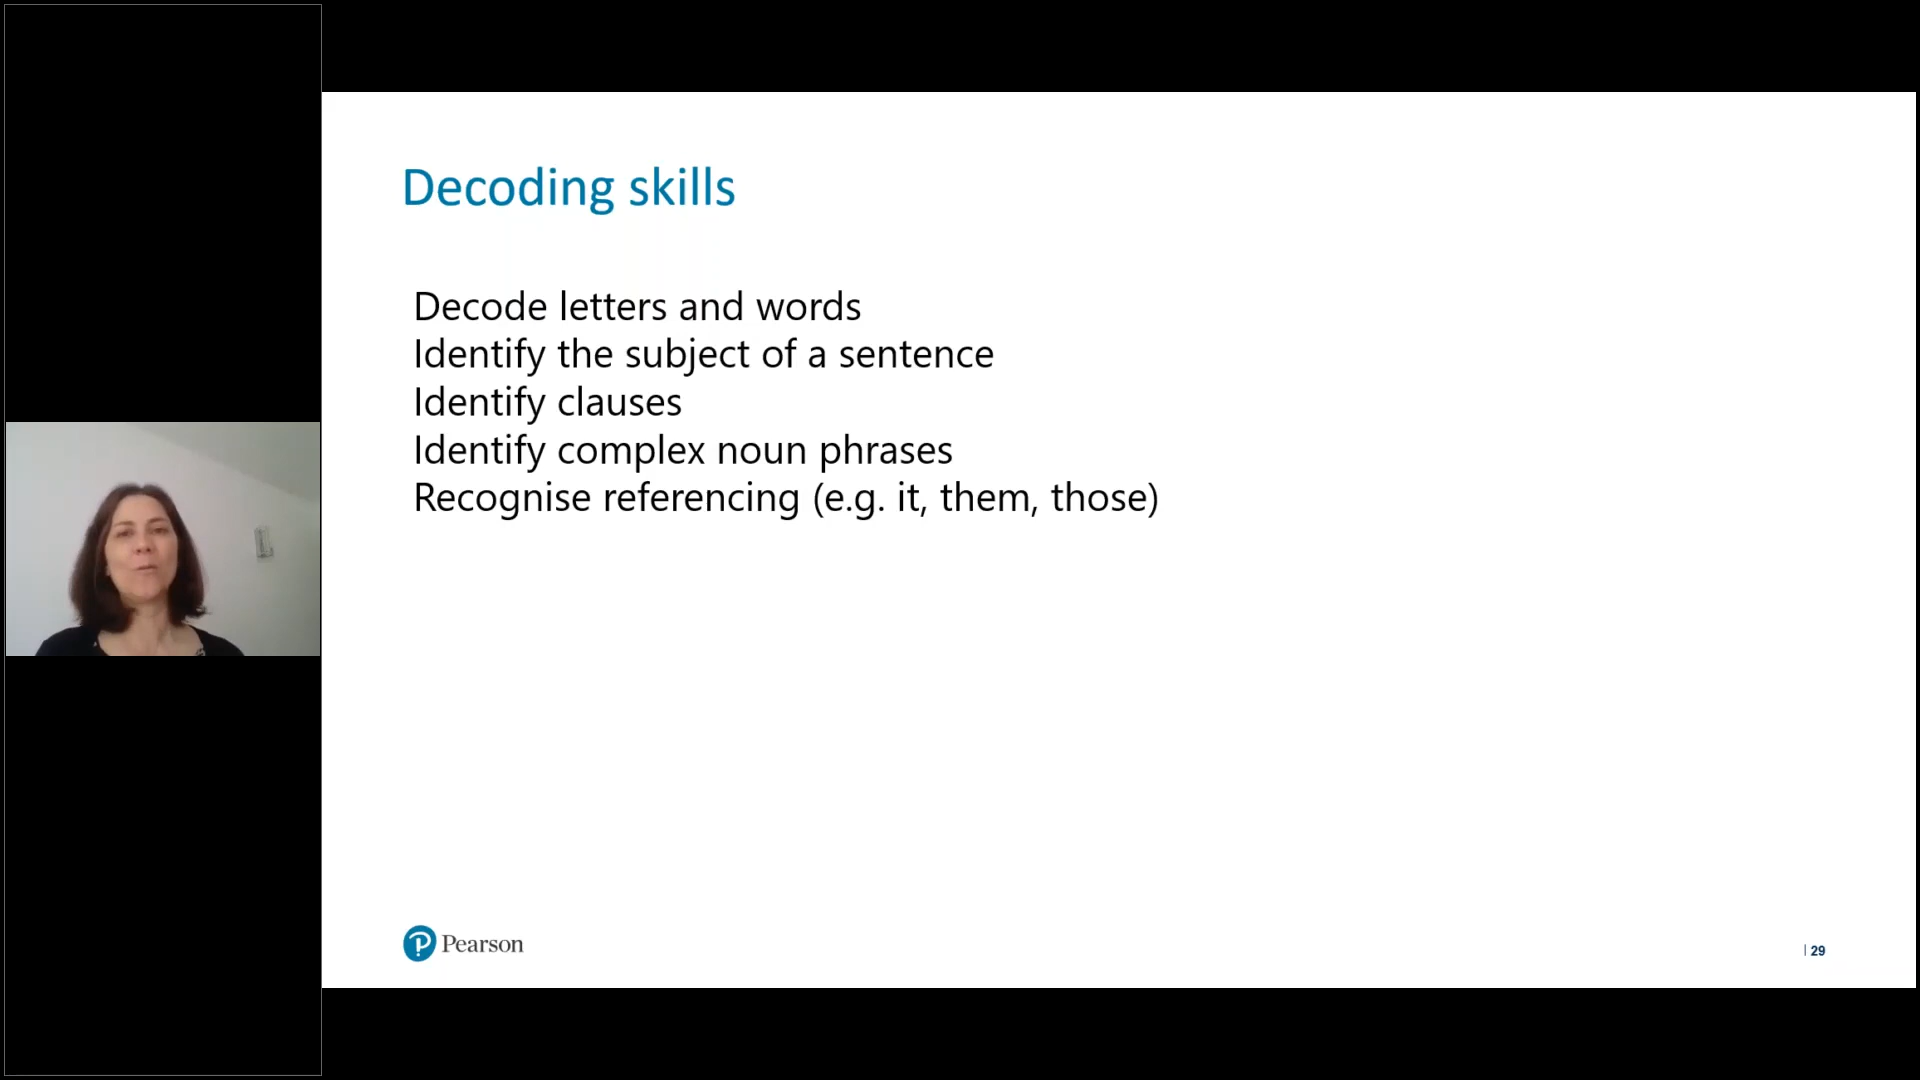 Decoding skills
Decode letters and words
Identify the subject of a sentence
Identify clauses
Identify complex noun phrases
Recognise referencing (e.g. it, them, those)
Pearson
29